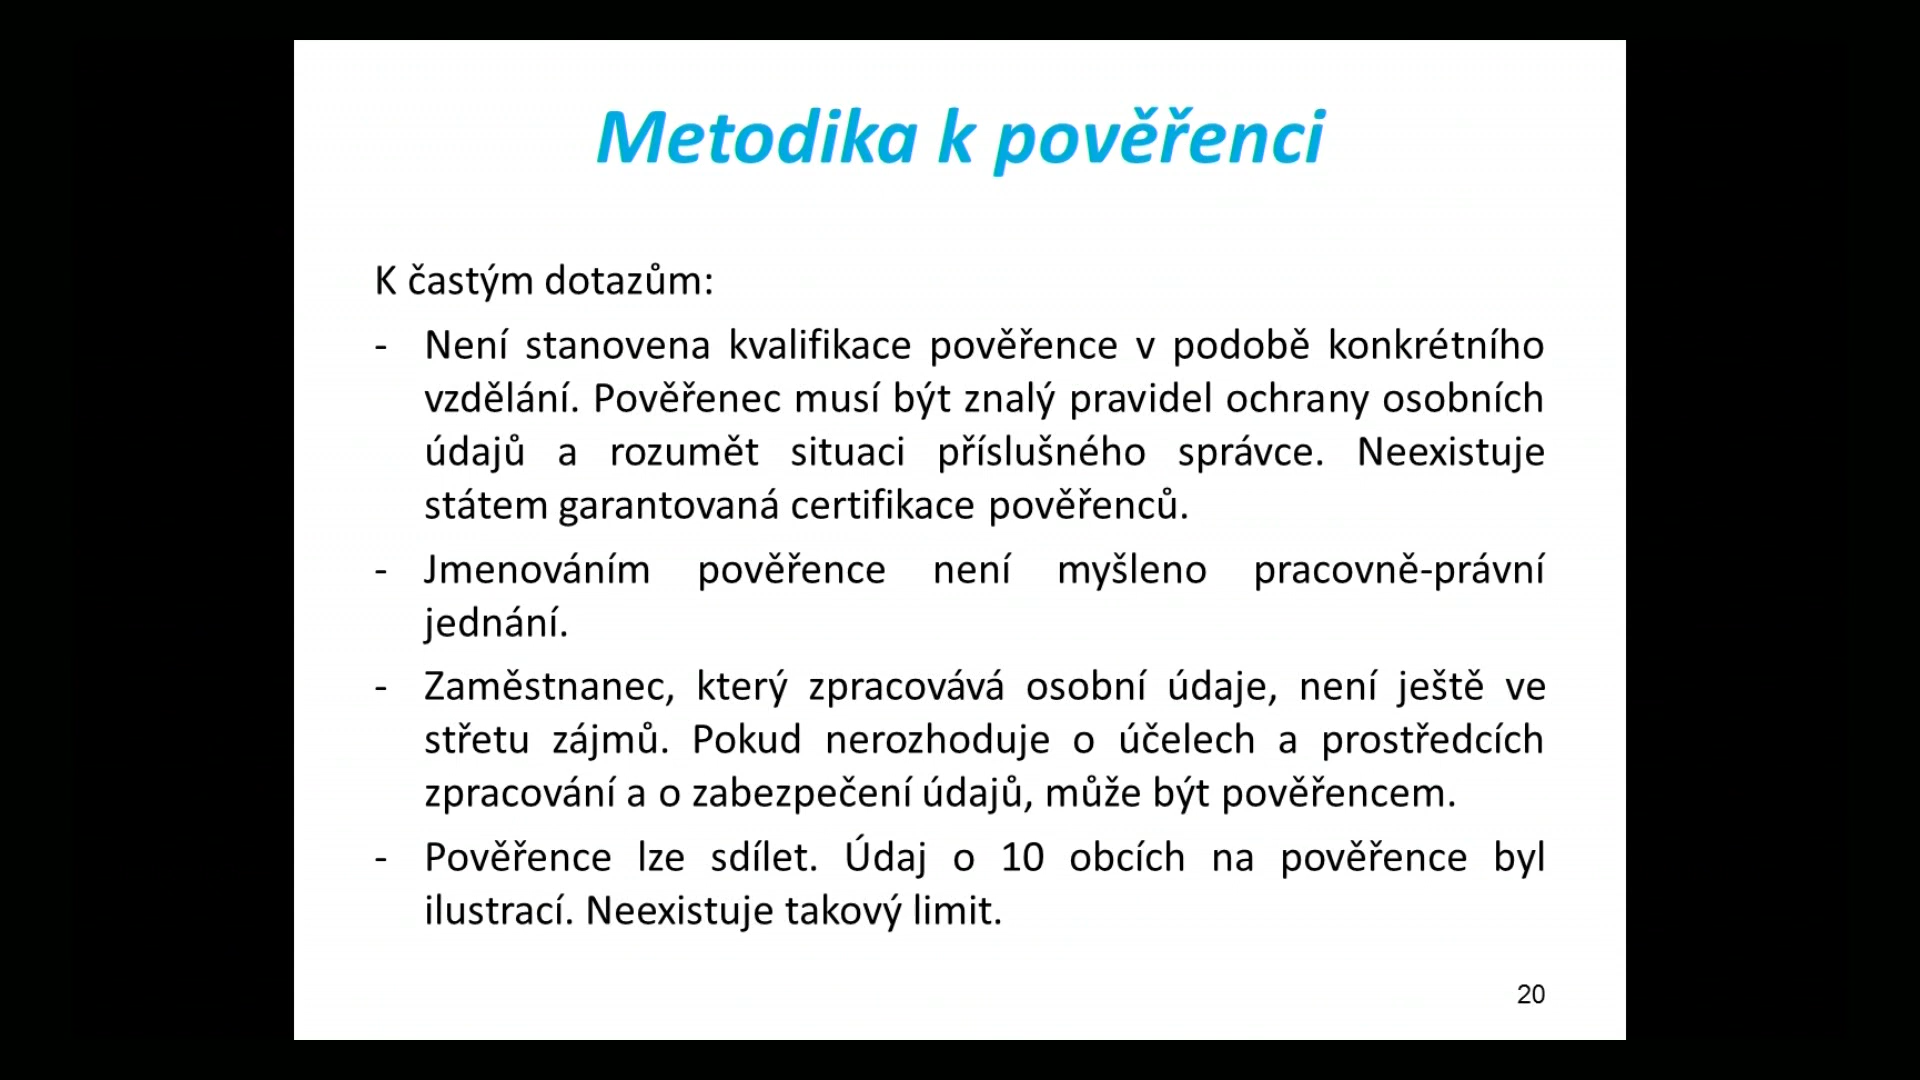 Metodika k pověřenci
K častým dotazům:
- Není stanovena kvalifikace pověřence v podobě konkrétního
vzdělání. Pověřenec musí být znalý pravidel ochrany osobních
údajů a rozumět situaci příslušného správce. Neexistuje
státem garantovaná certifikace pověřenců.
- Jmenováním pověřence není myšleno pracovně-právní
jednání.
- Zaměstnanec, který zpracovává osobní údaje, není ještě ve
střetu zájmů. Pokud nerozhoduje o účelech a prostředcích
zpracování a o zabezpečení údajů, může být pověřencem.
- Pověřence lze sdílet. Údaj o 10 obcích na pověřence byl
ilustrací. Neexistuje takový limit.
20